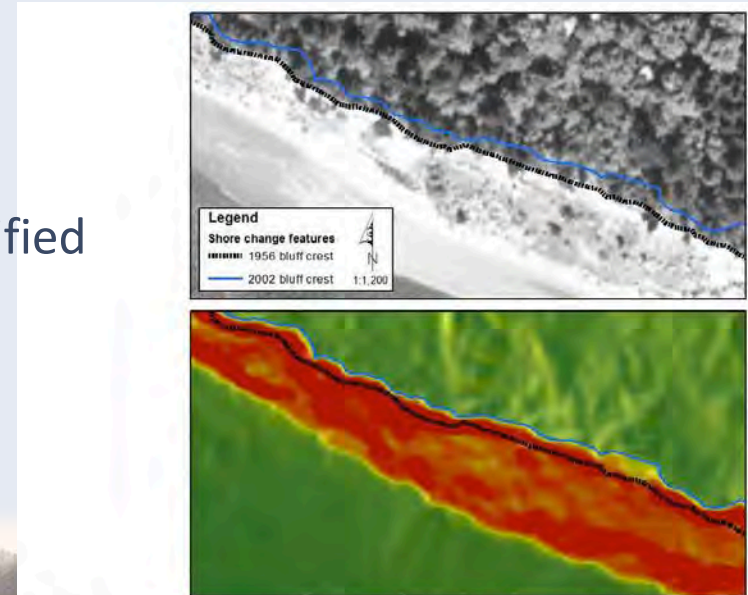 fied
Legend
Shore change features
1956 bluff crest
2002 bluff crest
N
1:1,200